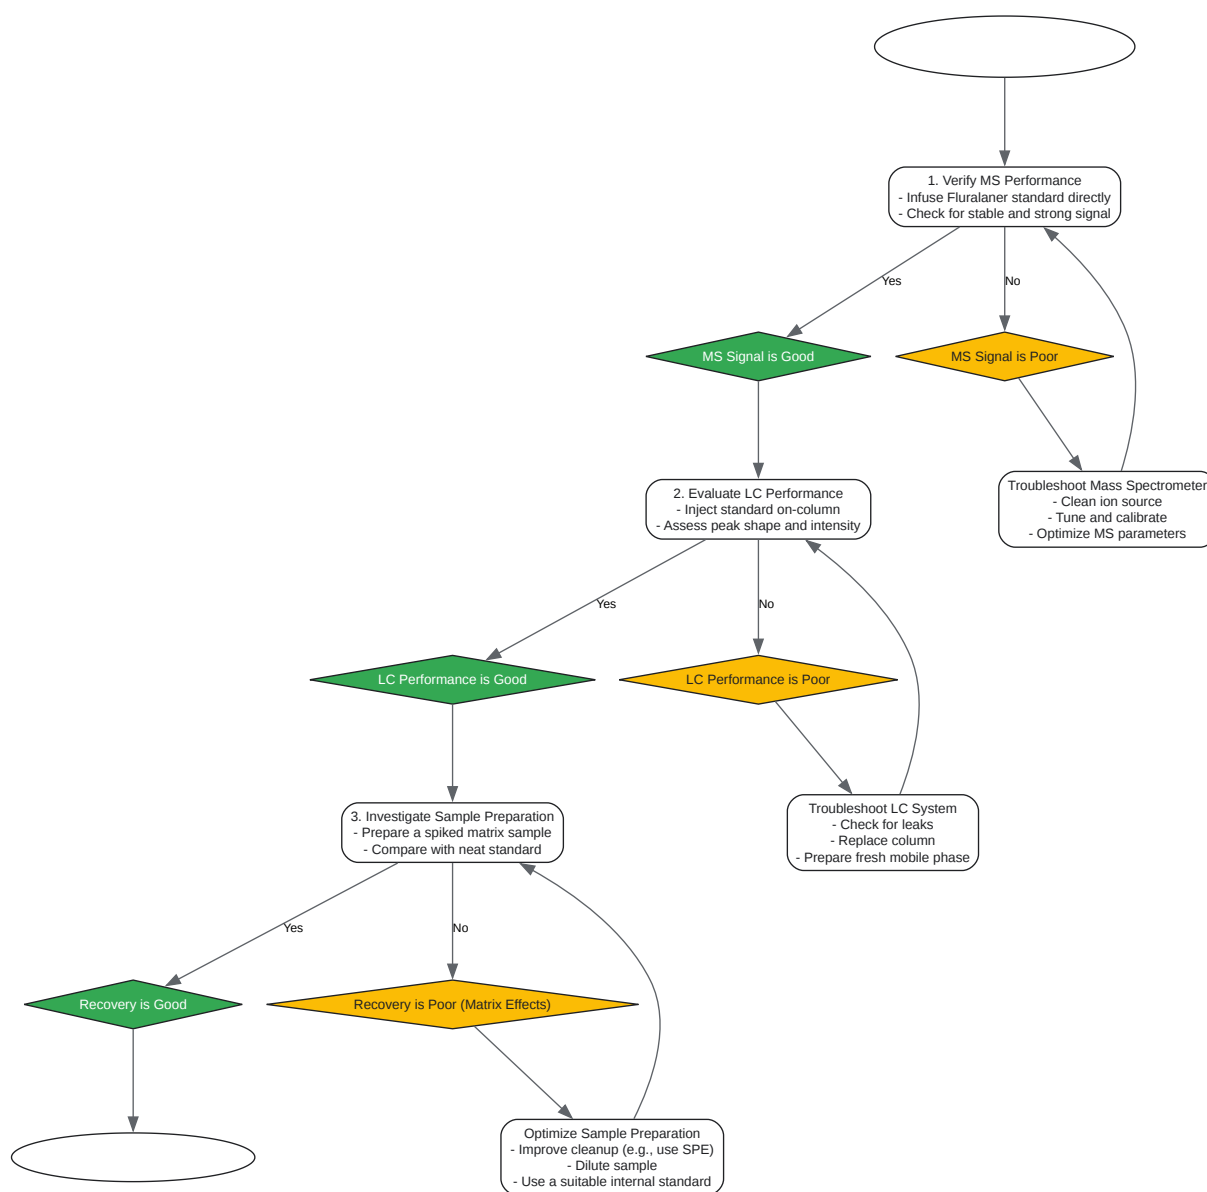 1. Verify MS Performance
- Infuse Fluralaner standard directly
- Check for stable and strong signal
Yes
No
MS Signal is Good
MS Signal is Poor
Troubleshoot Mass Spectrometer
- Clean ion source
- Tune and calibrate
- Optimize MS parameters
2. Evaluate LC Performance
- Inject standard on-column
- Assess peak shape and intensity
Yes
No
LC Performance is Good
LC Performance is Poor
Troubleshoot LC System
- Check for leaks
- Replace column
- Prepare fresh mobile phase
3. Investigate Sample Preparation
- Prepare a spiked matrix sample
- Compare with neat standard
Yes
No
Recovery is Good
Recovery is Poor (Matrix Effects)
Optimize Sample Preparation
- Improve cleanup (e.g., use SPE)
- Dilute sample
- Use a suitable internal standard